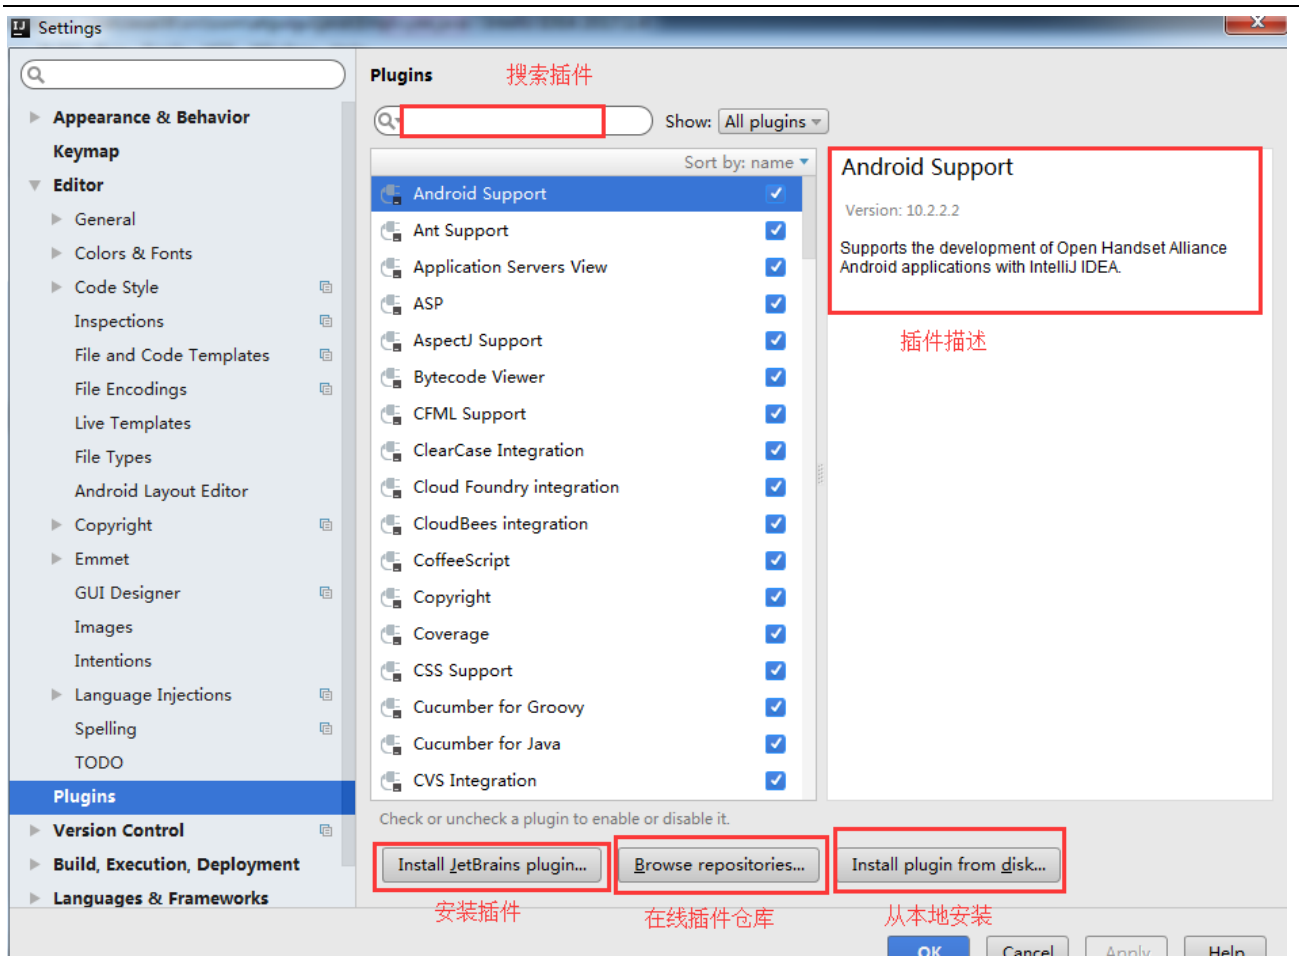 Settings
Plugins
搜索插件
Show: All plugins
Appearance & Behavior
Keymap
Editor
General
Colors & Fonts
Code Style
Inspections
File and Code Templates
File Encodings
Live Templates
File Types
Android Layout Editor
Copyright
Emmet
GUI Designer
Images
Intentions
Language Injections
Spelling
TODO
Plugins
Version Control
Build, Execution, Deployment
Languages & Frameworks
Sort by: name
Android Support
Ant Support
Application Servers View
ASP
AspectJ Support
Bytecode Viewer
CFML Support
ClearCase Integration
Cloud Foundry integration
CloudBees integration
CoffeeScript
Copyright
Coverage
CSS Support
Cucumber for Groovy
Cucumber for Java
CVS Integration
Android Support
Version: 10.2.2.2
Supports the development of Open Handset Alliance
Android applications with IntelliJ IDEA.
插件描述
Check or uncheck a plugin to enable or disable it.
Install JetBrains plugin...
Browse repositories...
Install plugin from disk...
安装插件
在线插件仓库
从本地安装
OK
Cancel
Apply
Help